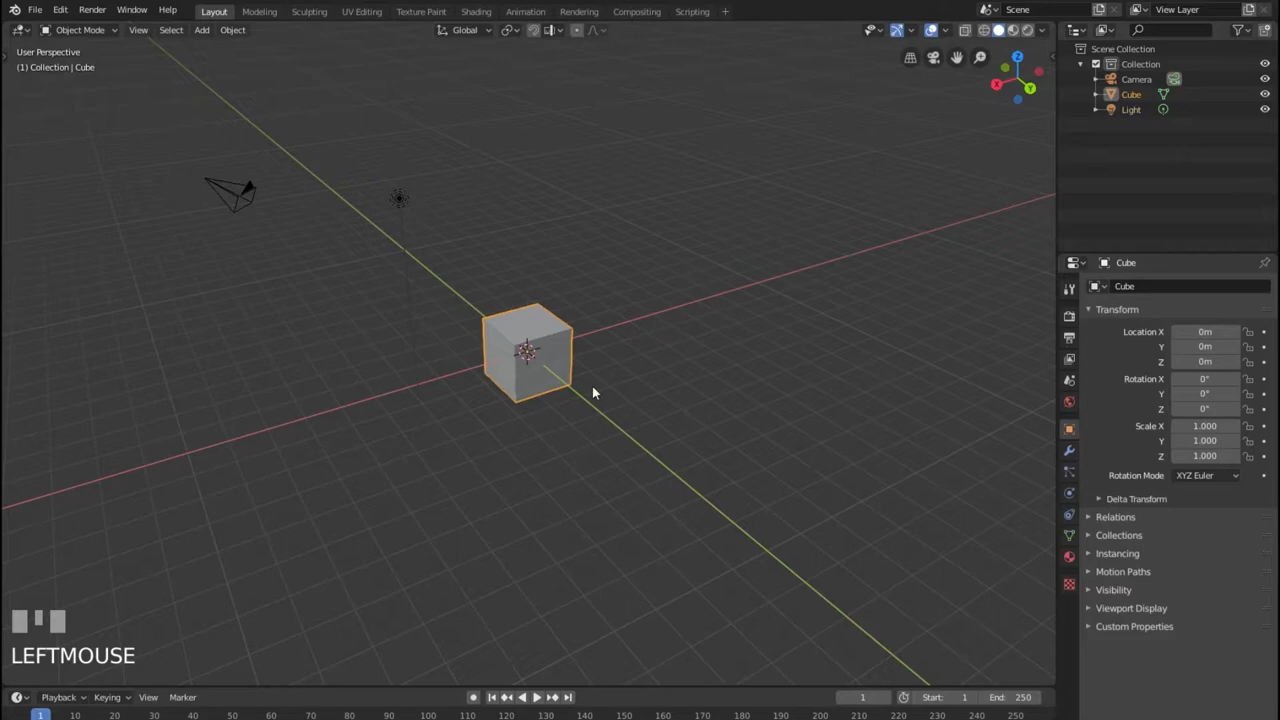 File Edit Render Window Help Layout Modeling Sculpting UV Editing Texture Paint Shading Animation Rendering Compositing Scripting + Scene View Layer
Object Mode View Select Add Object Global
User Perspective
(1) Collection | Cube
Z
X
Y
Scene Collection
Collection
Camera
Cube
Light
Cube
Cube
Transform
Location X 0m
Y 0m
Z 0m
Rotation X 0°
Y 0°
Z 0°
Scale X 1.000
Y 1.000
Z 1.000
Rotation Mode XYZ Euler
Delta Transform
Relations
Collections
Instancing
Motion Paths
Visibility
Viewport Display
Custom Properties
LEFTMOUSE
Playback Keying View Marker 1 Start: 1 End: 250
1 10 20 30 40 50 60 70 80 90 100 110 120 130 140 150 160 170 180 190 200 210 220 230 240 250